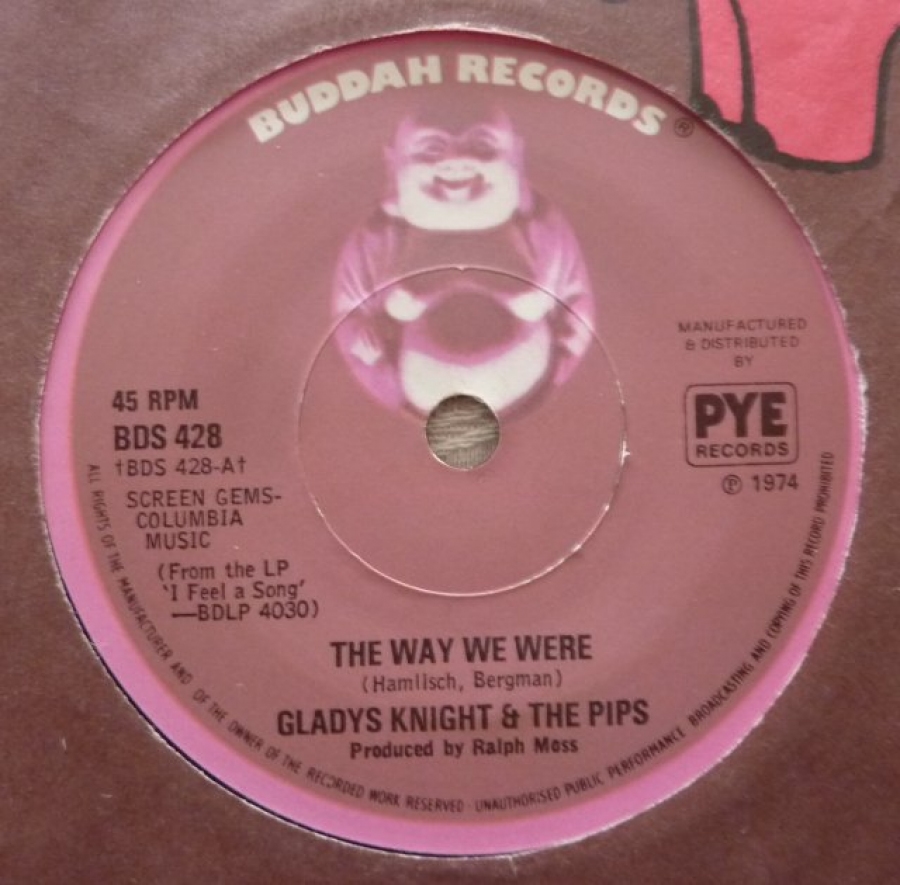 BUDDAH RECORDS®
MANUFACTURED
& DISTRIBUTED
BY
PYE
RECORDS
℗ 1974
45 RPM
BDS 428
†BDS 428-A†
SCREEN GEMS-
COLUMBIA
MUSIC
(From the LP
'I Feel a Song'
—BDLP 4030)
THE WAY WE WERE
(Hamlisch, Bergman)
GLADYS KNIGHT & THE PIPS
Produced by Ralph Moss
ALL RIGHTS OF THE MANUFACTURER AND OF THE OWNER OF THE RECORDED WORK RESERVED · UNAUTHORISED PUBLIC PERFORMANCE BROADCASTING AND COPYING OF THIS RECORD PROHIBITED